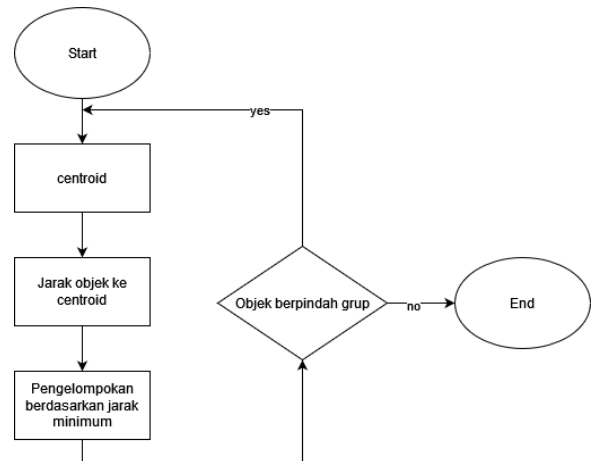 Start
yes
centroid
Jarak objek ke
centroid
Objek berpindah grup
no
End
Pengelompokan
berdasarkan jarak
minimum